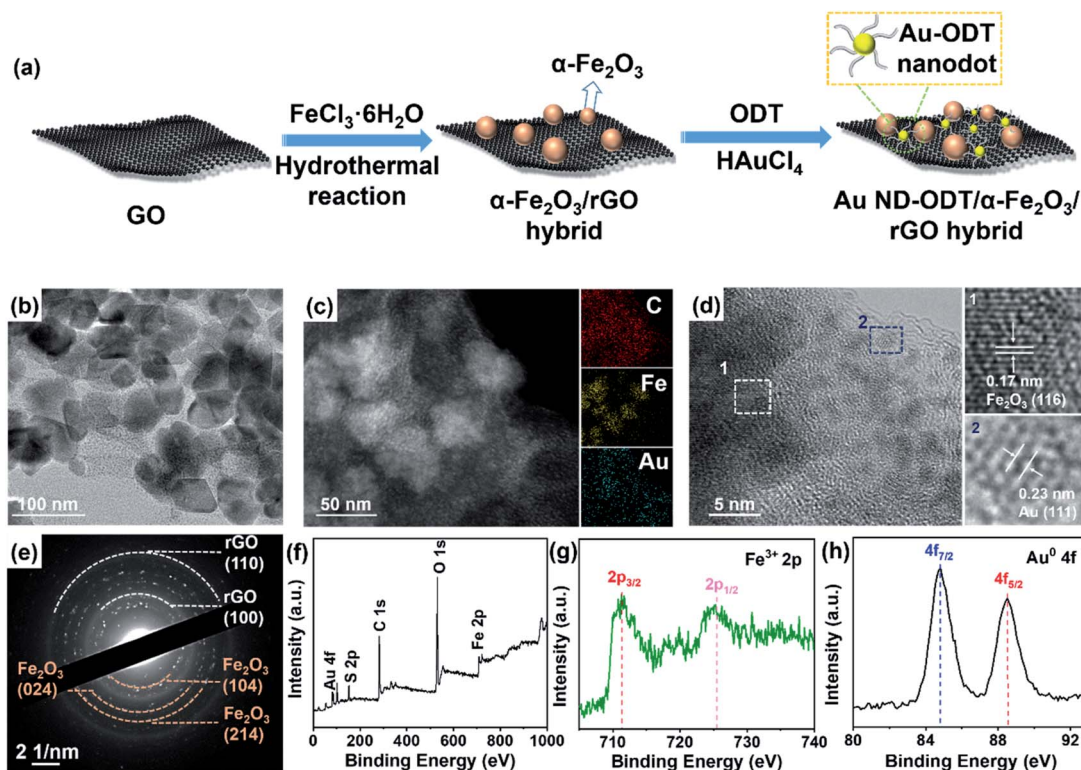 (a)
GO
FeCl₃·6H₂O
Hydrothermal
reaction
α-Fe₂O₃
α-Fe₂O₃/rGO
hybrid
ODT
HAuCl₄
Au-ODT
nanodot
Au ND-ODT/α-Fe₂O₃/
rGO hybrid
(b)
100 nm
(c)
50 nm
C
Fe
Au
(d)
1
2
5 nm
1
0.17 nm
Fe₂O₃ (116)
2
0.23 nm
Au (111)
(e)
rGO
(110)
rGO
(100)
Fe₂O₃
(024)
Fe₂O₃
(104)
Fe₂O₃
(214)
2 1/nm
(f)
Intensity (a.u.)
Au 4f
S 2p
C 1s
O 1s
Fe 2p
0 200 400 600 800 1000
Binding Energy (eV)
(g)
Fe³⁺ 2p
Intensity (a.u.)
2p₃/₂
2p₁/₂
710 720 730 740
Binding Energy (eV)
(h)
Au⁰ 4f
Intensity (a.u.)
4f₇/₂
4f₅/₂
80 84 88 92
Binding Energy (eV)